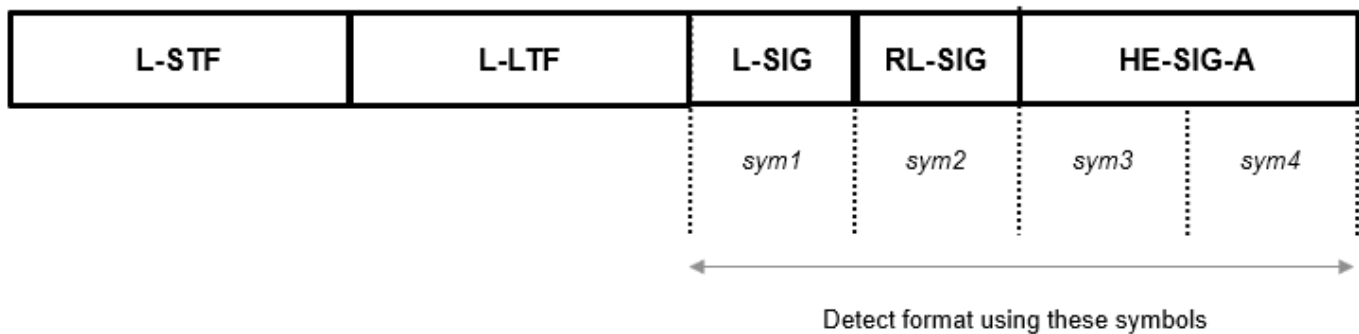 L-STF L-LTF L-SIG RL-SIG HE-SIG-A
sym1 sym2 sym3 sym4
Detect format using these symbols